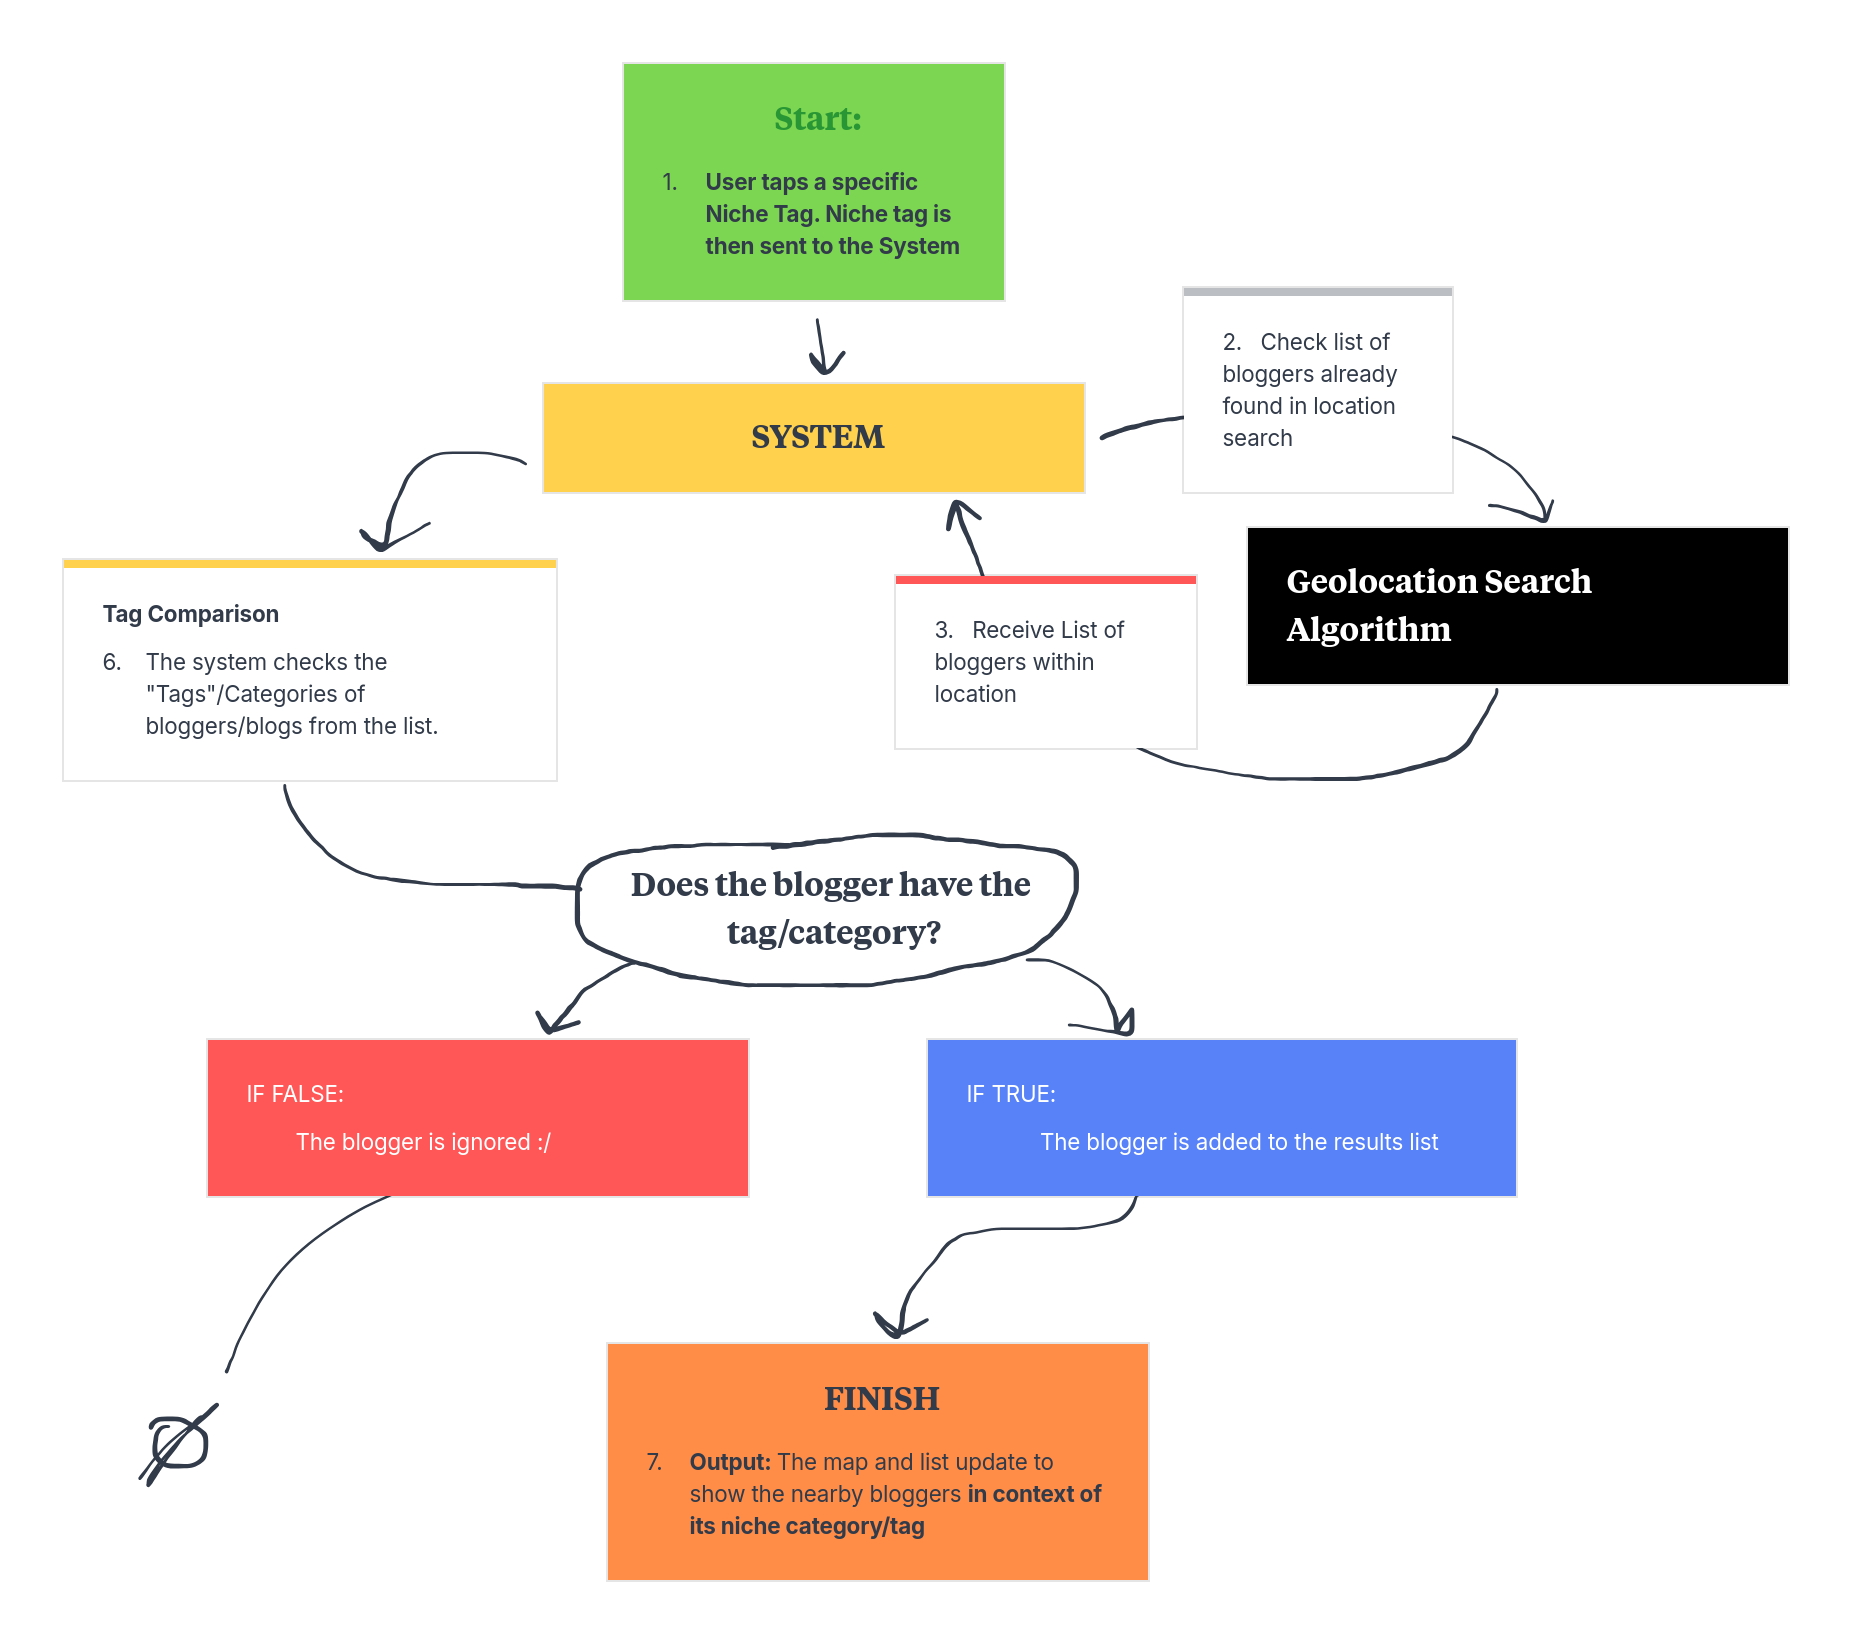 Start:
1. User taps a specific
Niche Tag. Niche tag is
then sent to the System
SYSTEM
2. Check list of
bloggers already
found in location
search
Geolocation Search
Algorithm
3. Receive List of
bloggers within
location
Tag Comparison
6. The system checks the
"Tags"/Categories of
bloggers/blogs from the list.
Does the blogger have the
tag/category?
IF FALSE:
The blogger is ignored :/
IF TRUE:
The blogger is added to the results list
FINISH
7. Output: The map and list update to
show the nearby bloggers in context of
its niche category/tag